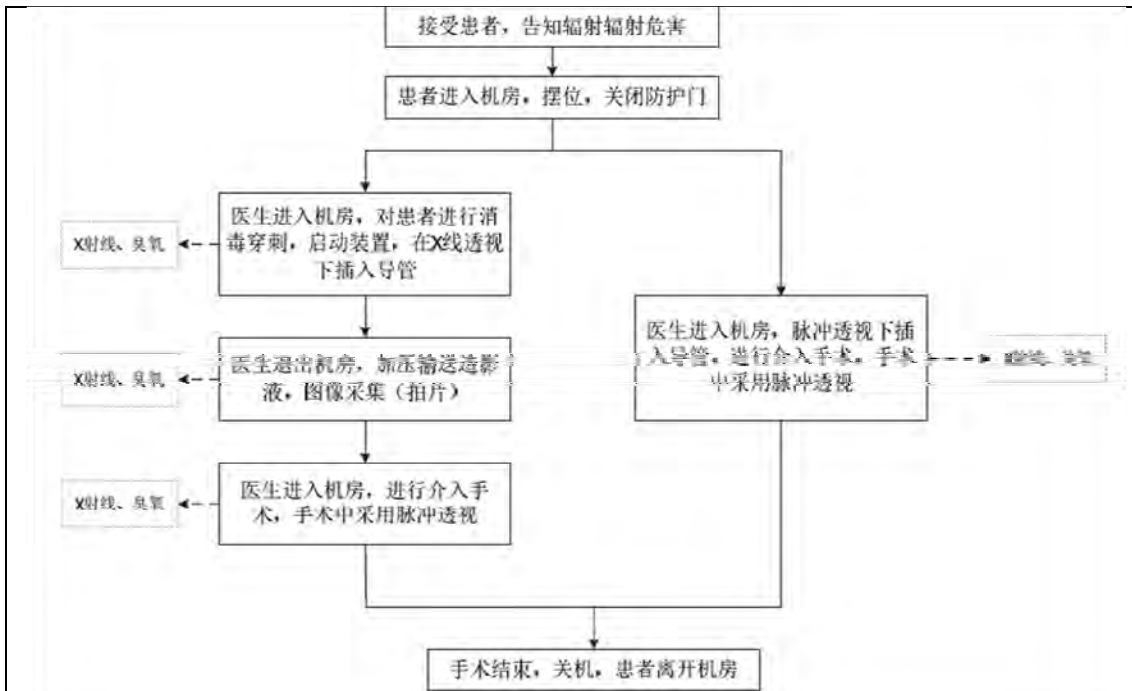 接受患者，告知辐射辐射危害
患者进入机房，摆位，关闭防护门
医生进入机房，对患者进行消
毒穿刺，启动装置，在X线透视
下插入导管
X射线、臭氧
医生退出机房，加压输送造影
液，图像采集（拍片）
X射线、臭氧
医生进入机房，进行介入手
术，手术中采用脉冲透视
X射线、臭氧
医生进入机房，脉冲透视下插
入导管，进行介入手术，手术
中采用脉冲透视
手术结束，关机，患者离开机房